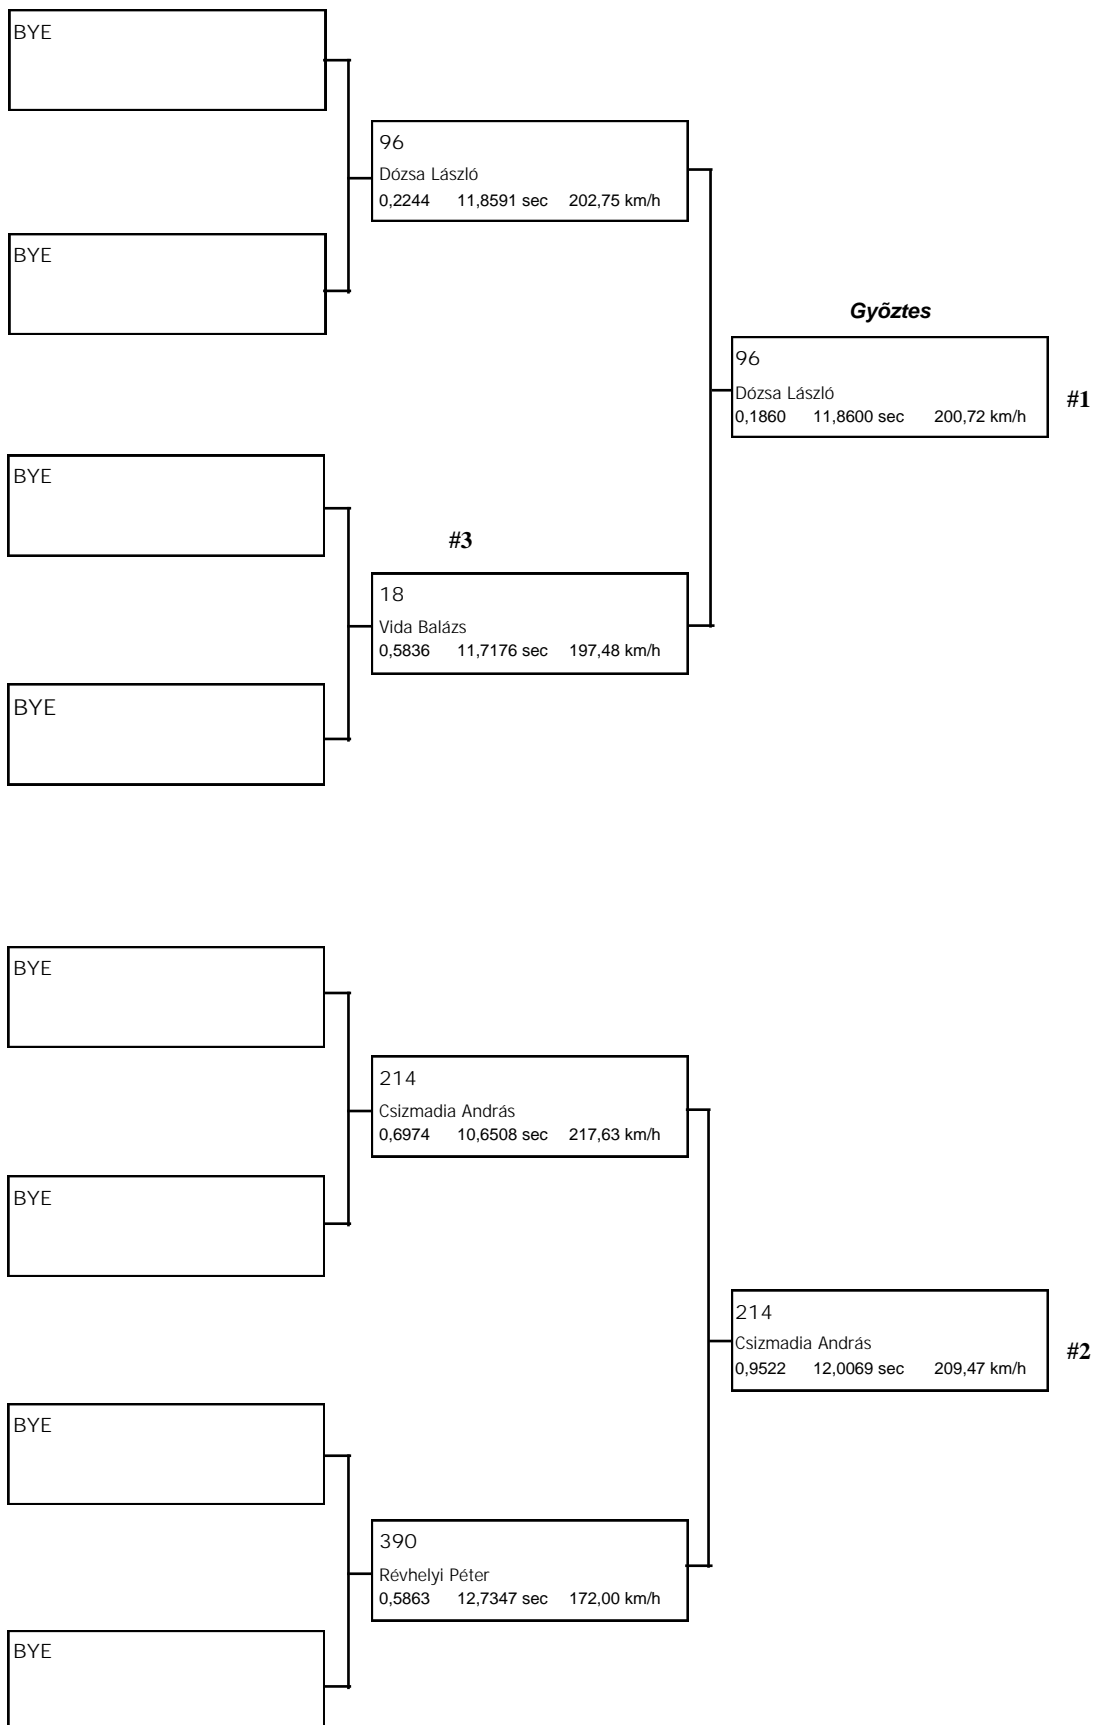 BYE
96
Dózsa László
0,2244 11,8591 sec 202,75 km/h
BYE
Gyõztes
96
Dózsa László
0,1860 11,8600 sec 200,72 km/h
#1
BYE
#3
18
Vida Balázs
0,5836 11,7176 sec 197,48 km/h
BYE
BYE
214
Csizmadia András
0,6974 10,6508 sec 217,63 km/h
BYE
214
Csizmadia András
0,9522 12,0069 sec 209,47 km/h
#2
BYE
390
Révhelyi Péter
0,5863 12,7347 sec 172,00 km/h
BYE